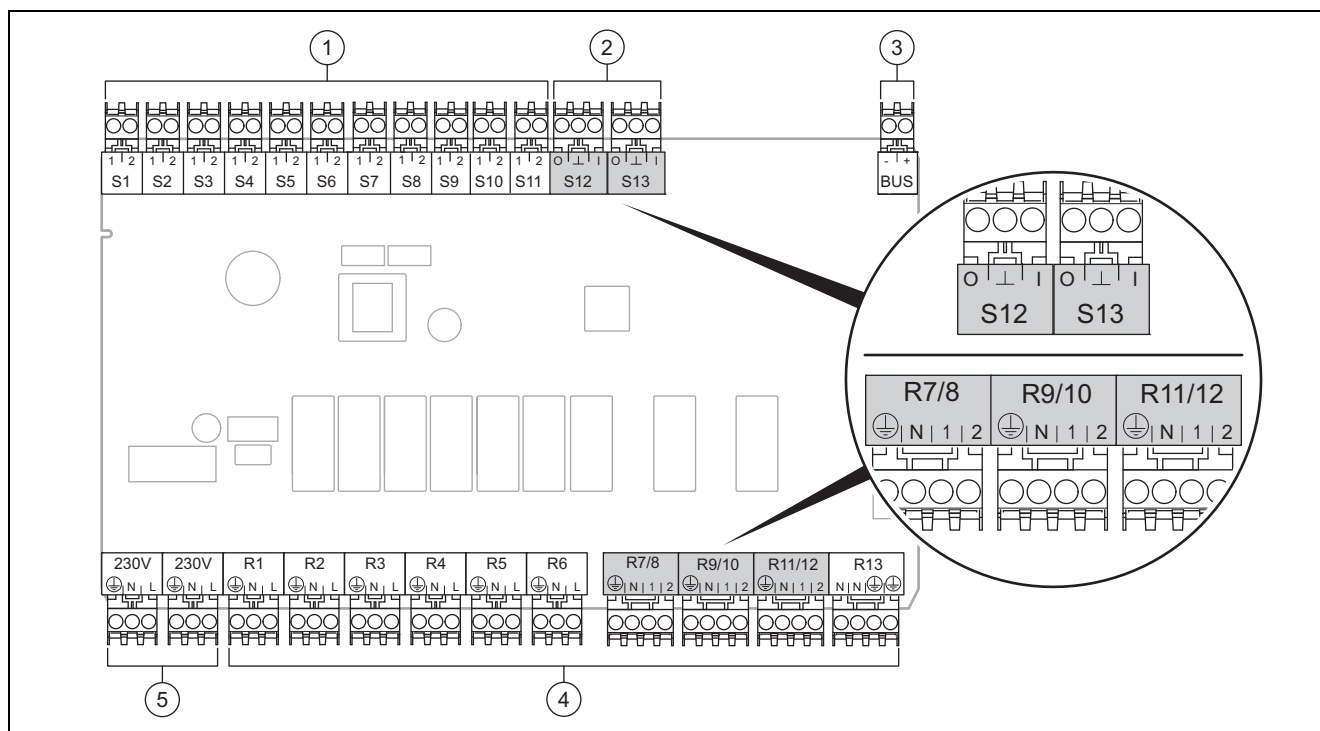 1 2 3
1 2 1 2 1 2 1 2 1 2 1 2 1 2 1 2 1 2 1 2 1 2 O ⊥ I O ⊥ I - +
S1 S2 S3 S4 S5 S6 S7 S8 S9 S10 S11 S12 S13 BUS
O ⊥ I O ⊥ I
S12 S13
R7/8 R9/10 R11/12
⏚ N 1 2 ⏚ N 1 2 ⏚ N 1 2
230V 230V R1 R2 R3 R4 R5 R6 R7/8 R9/10 R11/12 R13
⏚ N L ⏚ N L ⏚ N L ⏚ N L ⏚ N L ⏚ N L ⏚ N L ⏚ N L ⏚ N 1 2 ⏚ N 1 2 ⏚ N 1 2 N N ⏚ ⏚
5 4